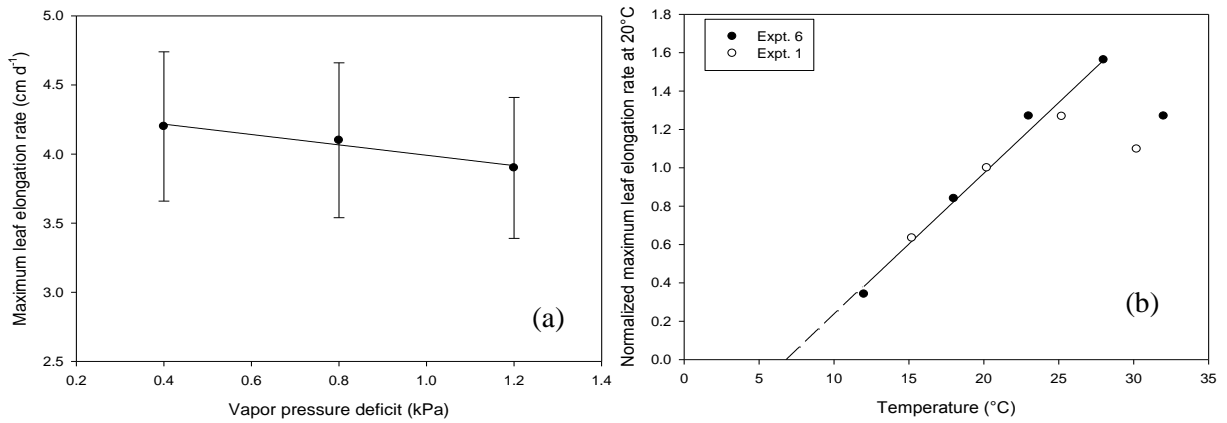 Maximum leaf elongation rate (cm d⁻¹)
5.0
4.5
4.0
3.5
3.0
2.5
(a)
0.2 0.4 0.6 0.8 1.0 1.2 1.4
Vapor pressure deficit (kPa)
Normalized maximum leaf elongation rate at 20°C
1.8
1.6
1.4
1.2
1.0
0.8
0.6
0.4
0.2
0.0
Expt. 6
Expt. 1
(b)
0 5 10 15 20 25 30 35
Temperature (°C)